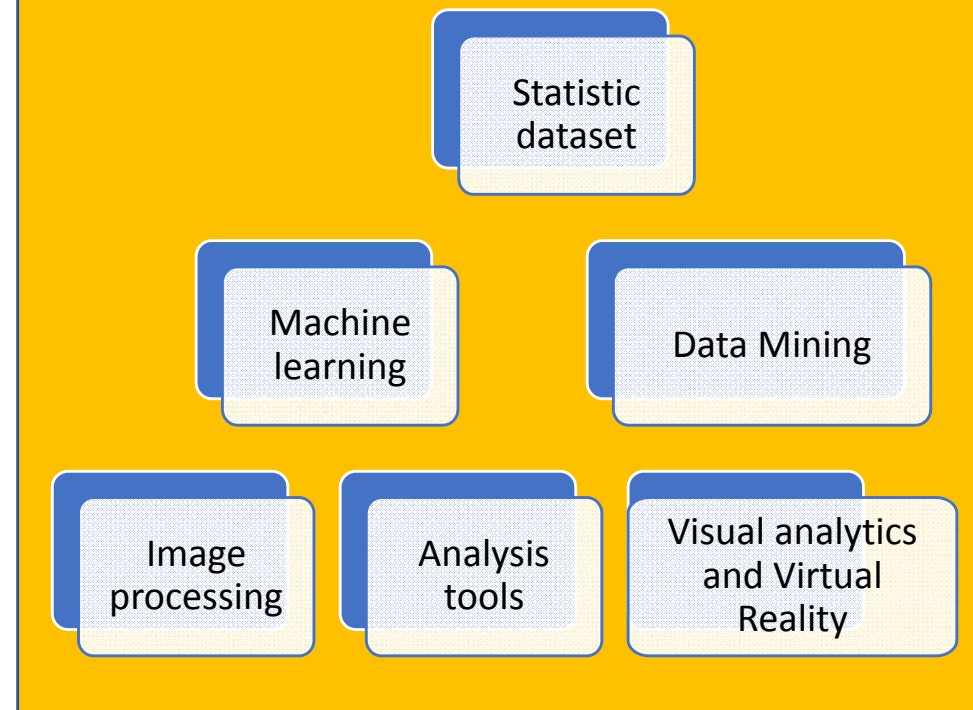 Statistic
dataset
Machine
learning
Data Mining
Image
processing
Analysis
tools
Visual analytics
and Virtual
Reality